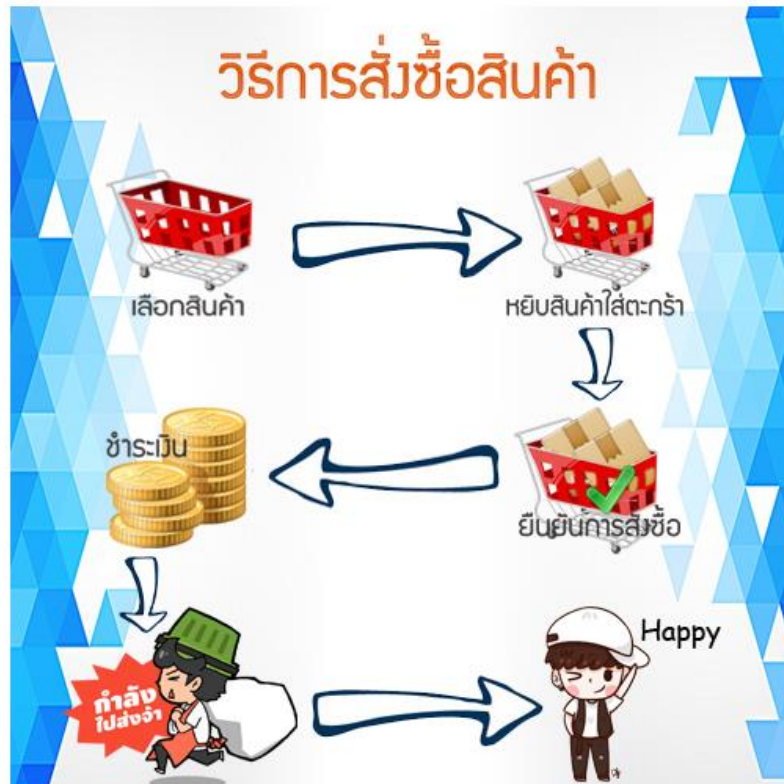 วิธีการสั่งซื้อสินค้า
เลือกสินค้า
หยิบสินค้าใส่ตะกร้า
ยืนยันการสั่งซื้อ
ชำระเงิน
กำลัง
ไปส่งจ้า
Happy